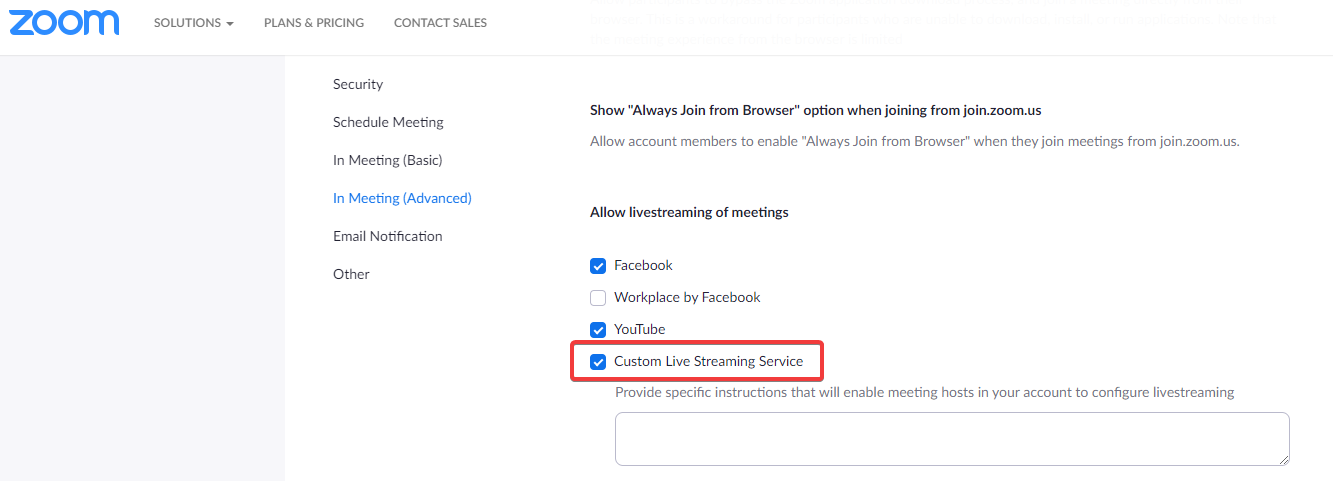 zoom
SOLUTIONS
PLANS & PRICING
CONTACT SALES
Security
Schedule Meeting
In Meeting (Basic)
In Meeting (Advanced)
Email Notification
Other
Show "Always Join from Browser" option when joining from join.zoom.us
Allow account members to enable "Always Join from Browser" when they join meetings from join.zoom.us.
Allow livestreaming of meetings
Facebook
Workplace by Facebook
YouTube
Custom Live Streaming Service
Provide specific instructions that will enable meeting hosts in your account to configure livestreaming